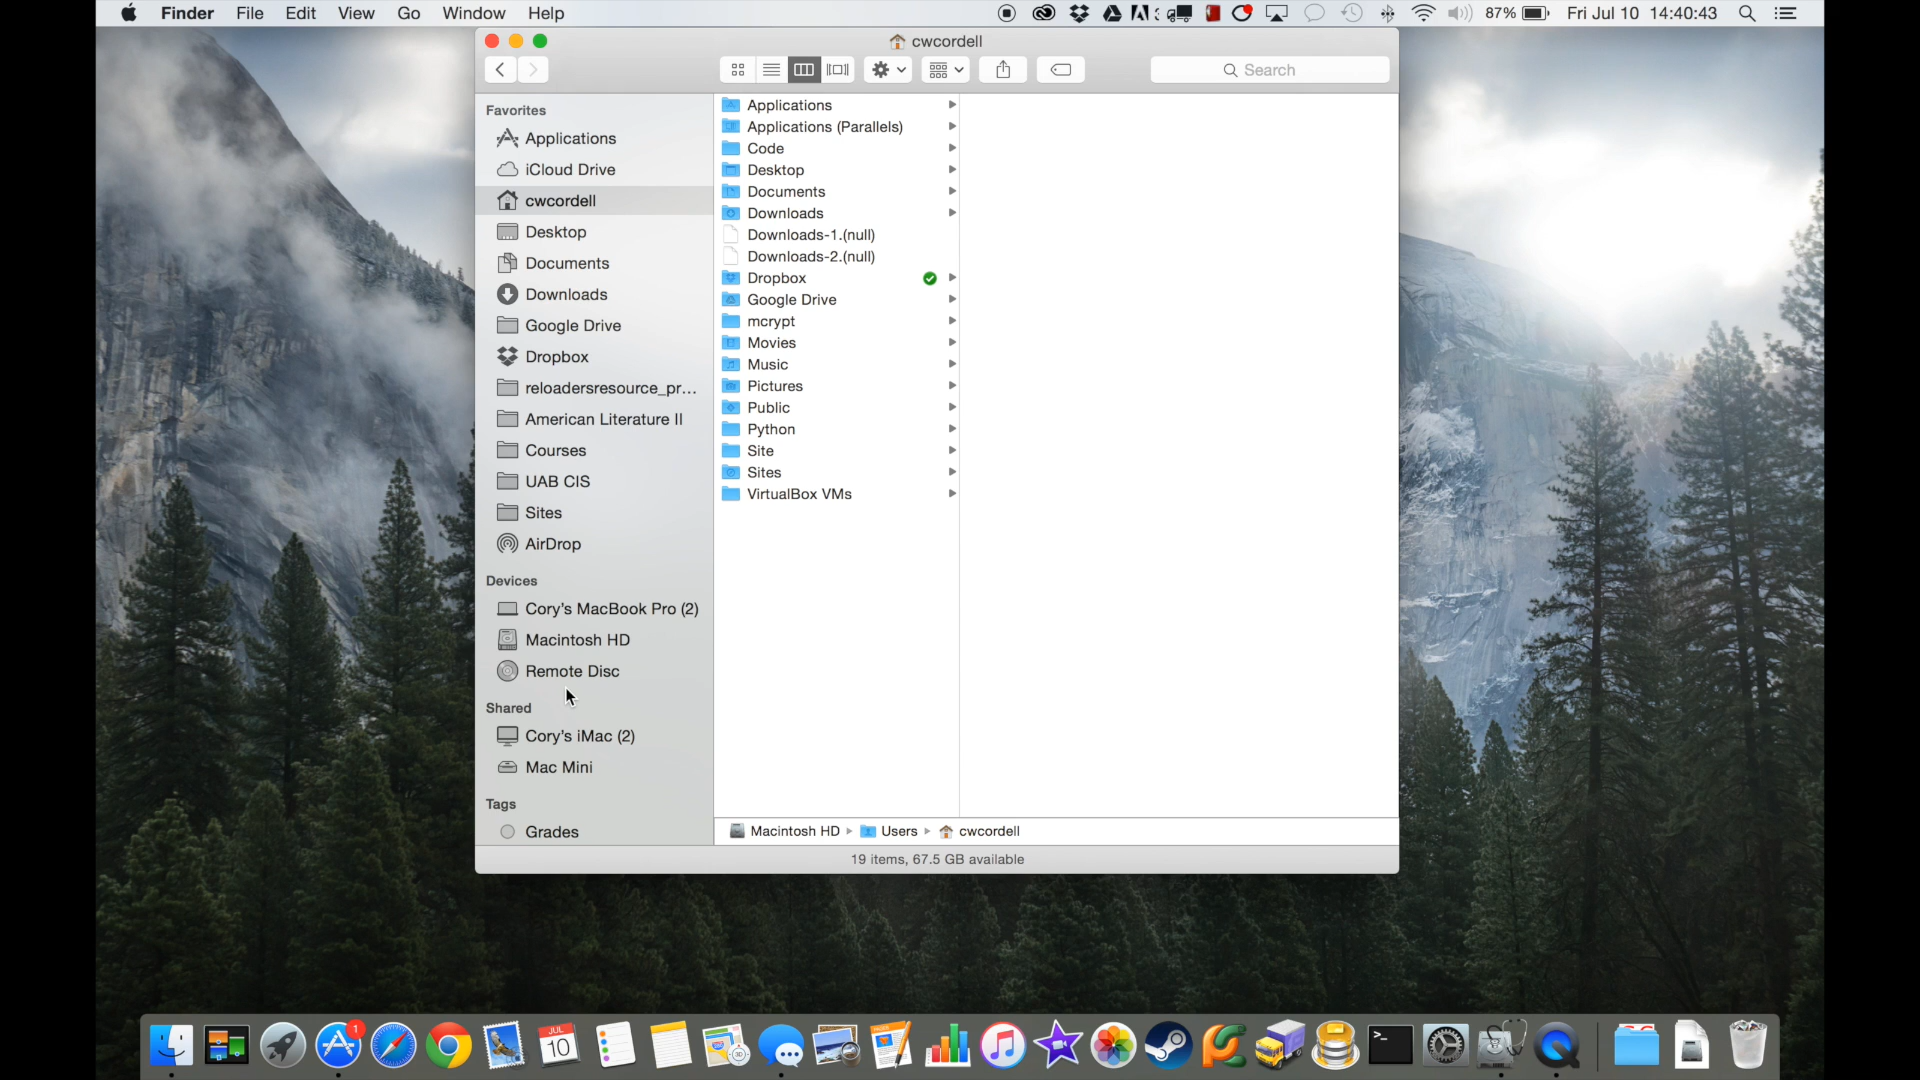 Finder File Edit View Go Window Help 87% Fri Jul 10 14:40:43
cwcordell
Search
Favorites
Applications
iCloud Drive
cwcordell
Desktop
Documents
Downloads
Google Drive
Dropbox
reloadersresource_pr...
American Literature II
Courses
UAB CIS
Sites
AirDrop
Devices
Cory's MacBook Pro (2)
Macintosh HD
Remote Disc
Shared
Cory's iMac (2)
Mac Mini
Tags
Grades
Applications
Applications (Parallels)
Code
Desktop
Documents
Downloads
Downloads-1.(null)
Downloads-2.(null)
Dropbox
Google Drive
mcrypt
Movies
Music
Pictures
Public
Python
Site
Sites
VirtualBox VMs
Macintosh HD Users cwcordell
19 items, 67.5 GB available
1
JUL
10